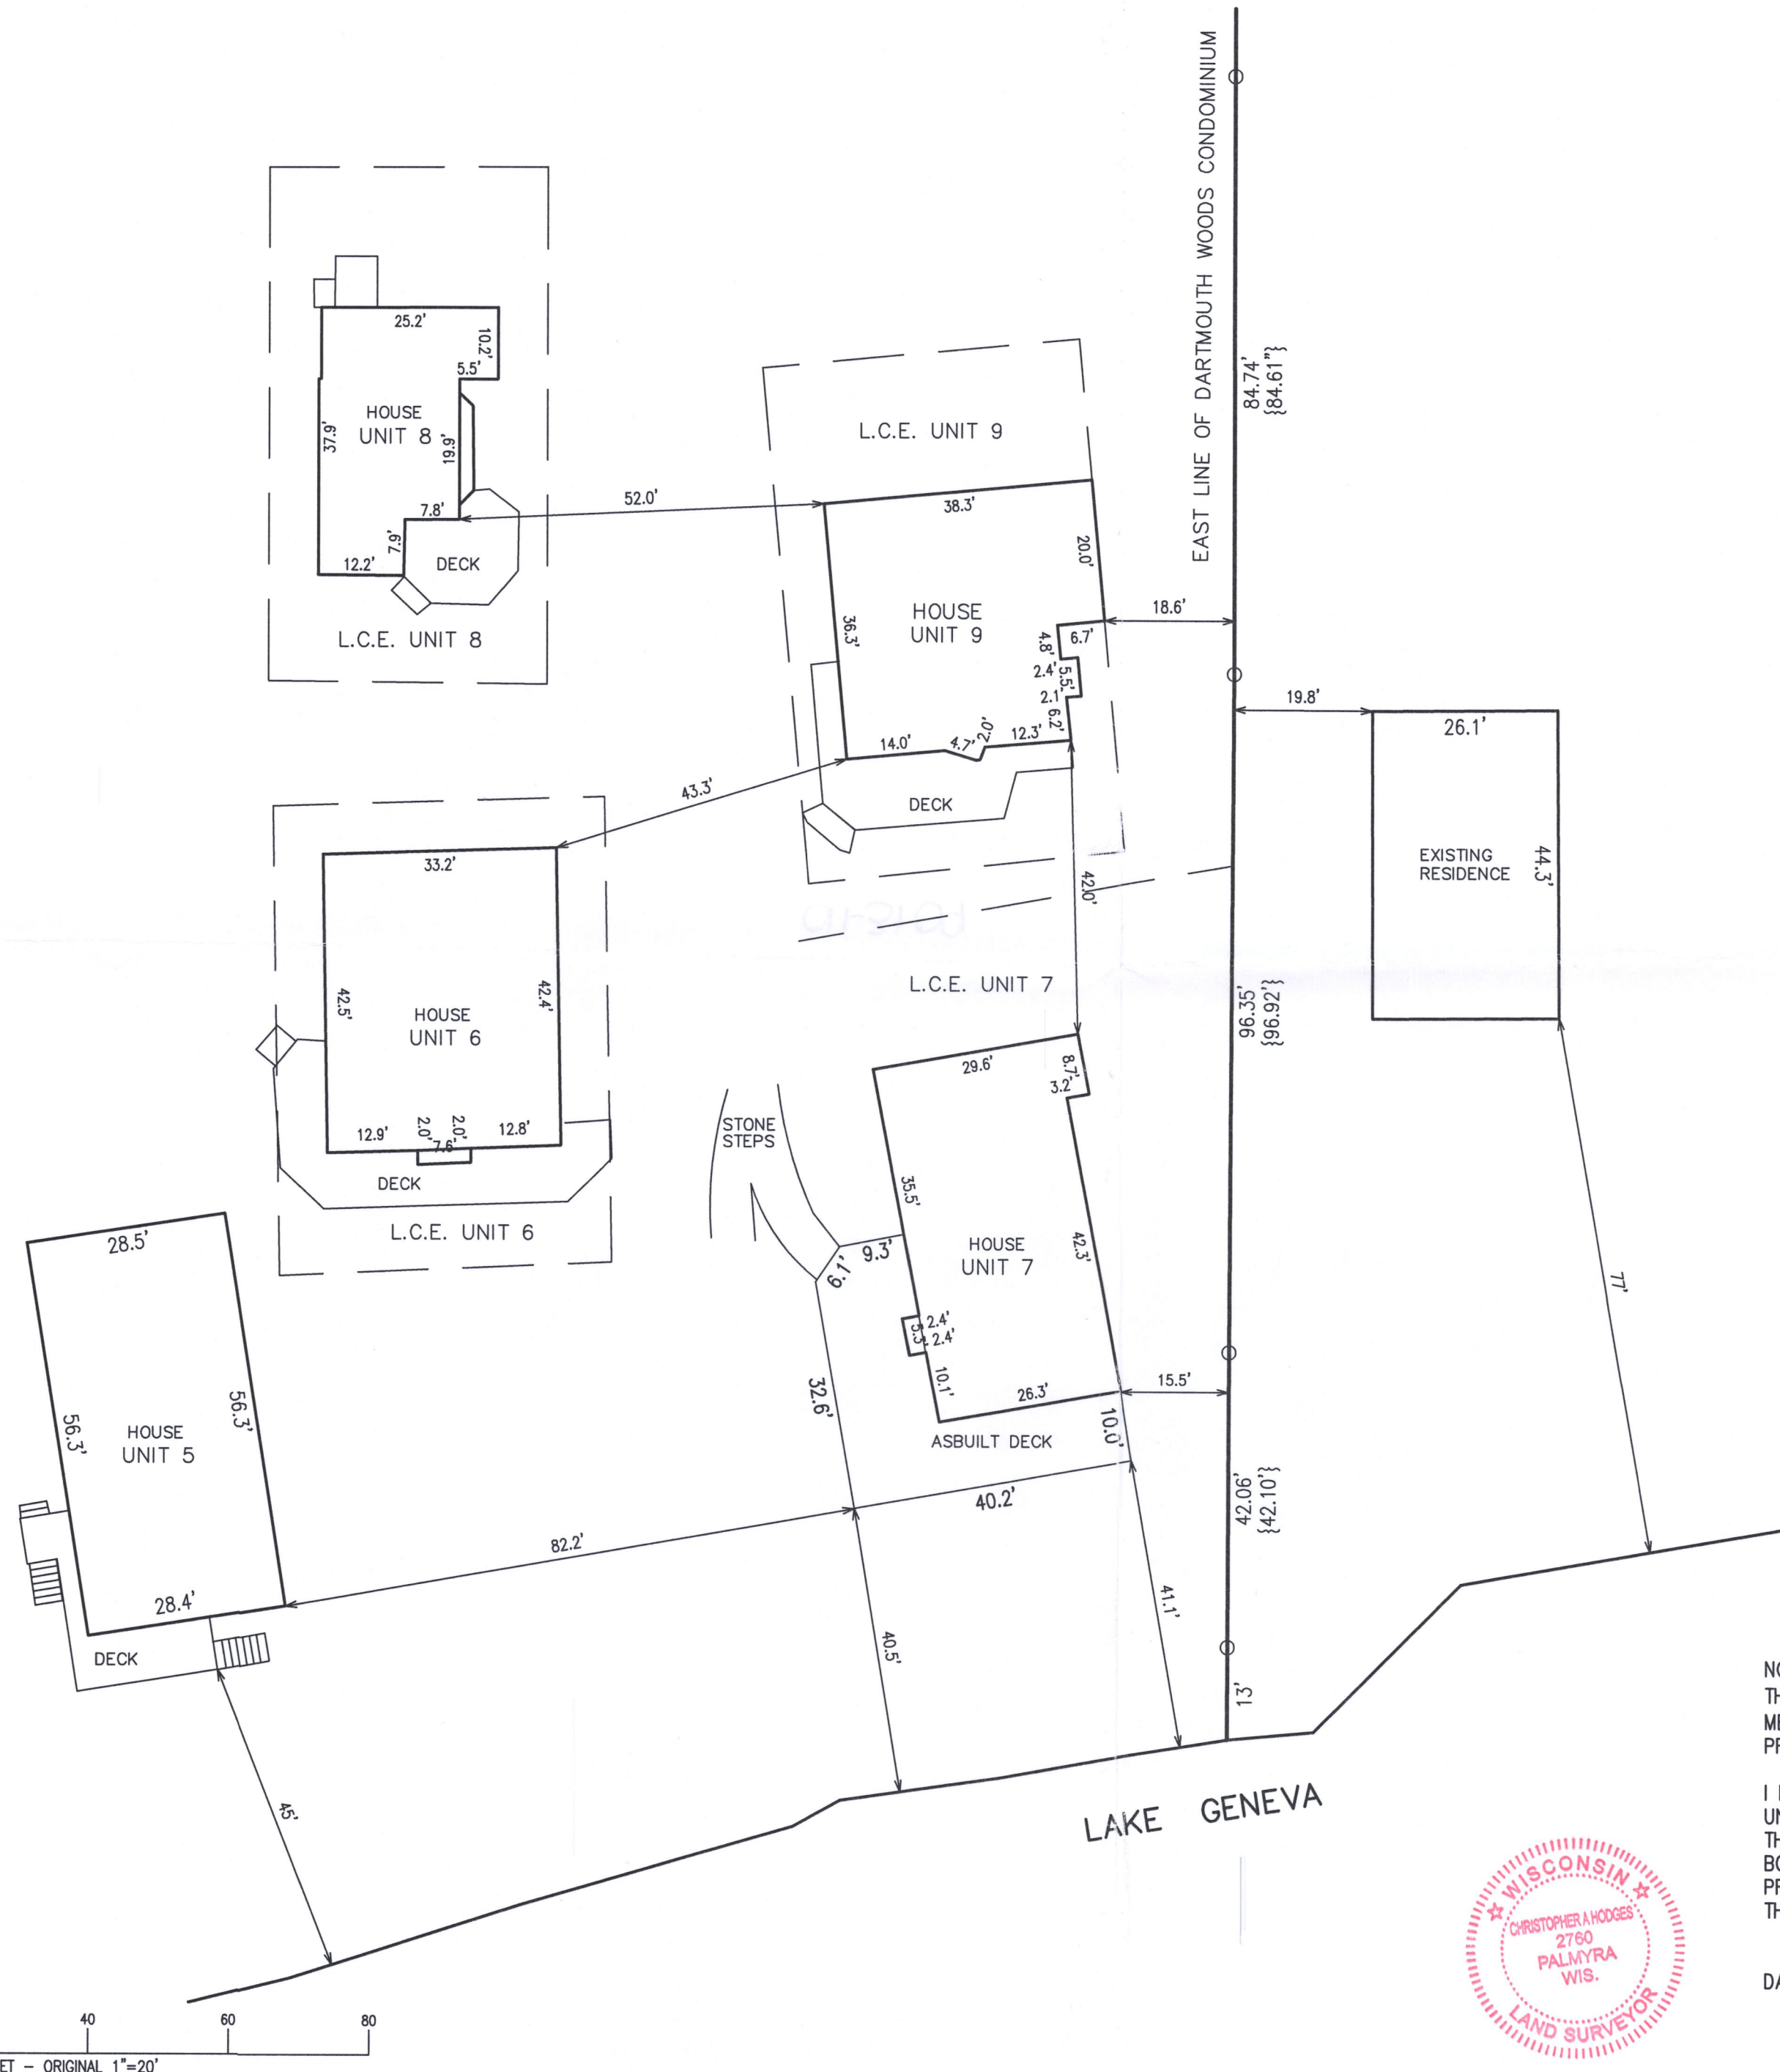 EAST LINE OF DARTMOUTH WOODS CONDOMINIUM
84.74'
{84.61"}
25.2'
10.2'
5.5'
HOUSE
UNIT 8
37.9'
19.9'
7.8'
7.9'
12.2'
DECK
L.C.E. UNIT 8
52.0'
L.C.E. UNIT 9
38.3'
20.0'
HOUSE
UNIT 9
36.3'
18.6'
6.7'
4.8'
2.4'
5.5'
2.1'
6.2'
14.0'
4.7'
2.0'
12.3'
DECK
43.3'
19.8'
26.1'
EXISTING
RESIDENCE
44.3'
33.2'
42.5'
42.4'
HOUSE
UNIT 6
12.9'
2.0'
2.0'
7.6'
12.8'
DECK
L.C.E. UNIT 6
42.0'
L.C.E. UNIT 7
96.35'
{96.92'}
29.6'
8.7'
3.2'
STONE
STEPS
35.5'
9.3'
6.1'
HOUSE
UNIT 7
42.3'
2.4'
5.3'
2.4'
10.1'
26.3'
15.5'
10.0'
ASBUILT DECK
32.6'
40.2'
77'
28.5'
56.3'
56.3'
HOUSE
UNIT 5
28.4'
DECK
82.2'
42.06'
{42.10'}
40.5'
41.1'
13'
45'
LAKE GENEVA
WISCONSIN
CHRISTOPHER A HODGES
2760
PALMYRA
WIS.
LAND SURVEYOR
40 60 80
ORIGINAL 1"=20'